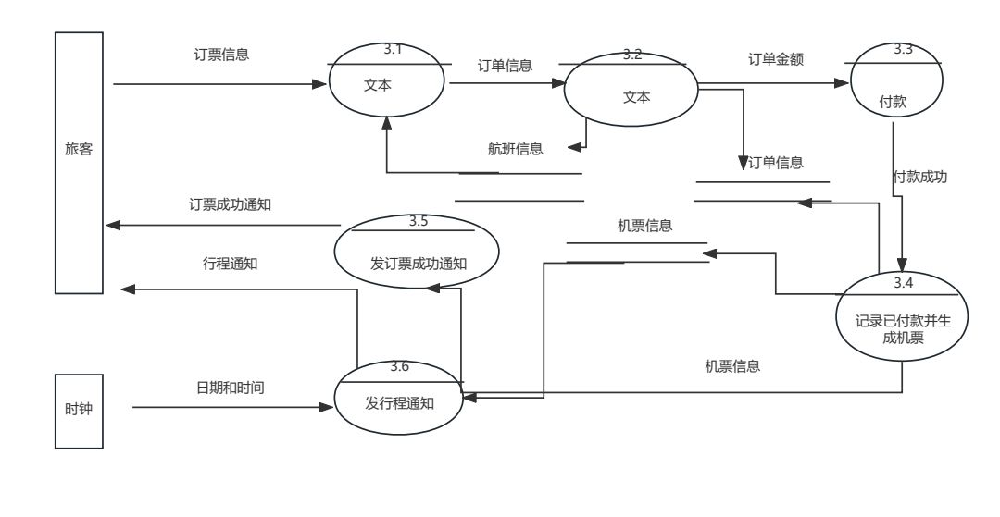 订票信息
3.1
文本
订单信息
3.2
文本
订单金额
3.3
付款
旅客
航班信息
订单信息
付款成功
订票成功通知
3.5
发订票成功通知
机票信息
行程通知
3.4
记录已付款并生
成机票
3.6
发行程通知
机票信息
日期和时间
时钟